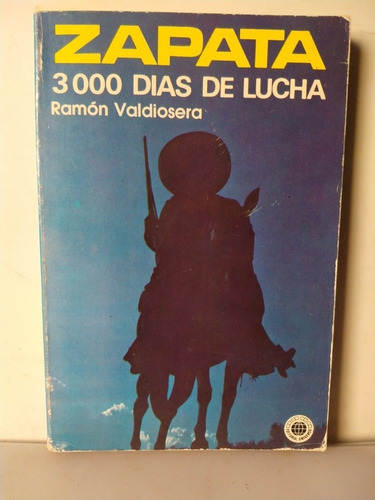 ZAPATA
3 000 DIAS DE LUCHA
Ramón Valdiosera